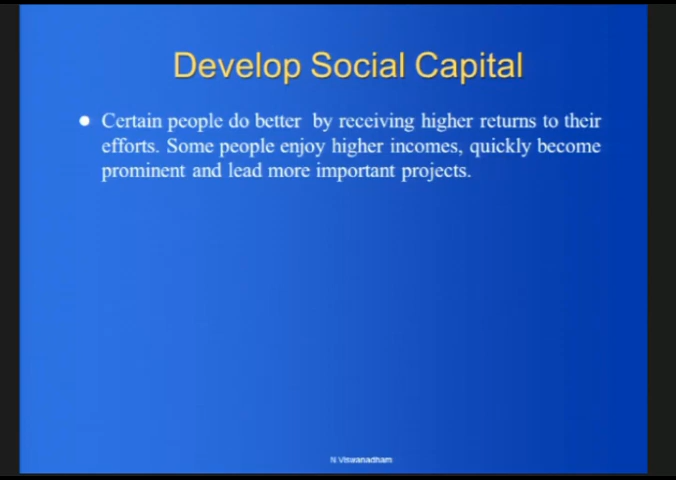 Develop Social Capital
• Certain people do better by receiving higher returns to their
efforts. Some people enjoy higher incomes, quickly become
prominent and lead more important projects.
N Viswanadham